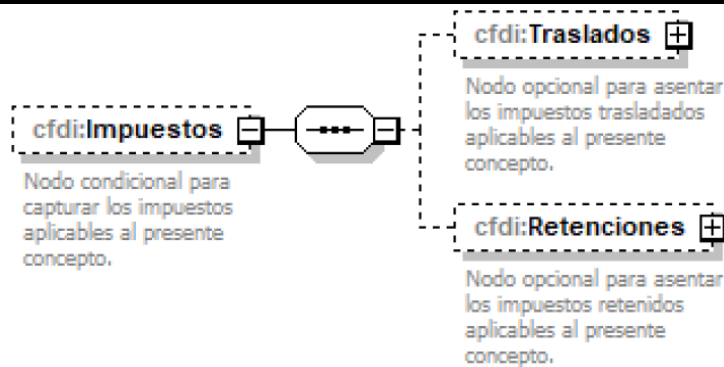 cfdi:Impuestos
Nodo condicional para
capturar los impuestos
aplicables al presente
concepto.
cfdi:Traslados
Nodo opcional para asentar
los impuestos trasladados
aplicables al presente
concepto.
cfdi:Retenciones
Nodo opcional para asentar
los impuestos retenidos
aplicables al presente
concepto.